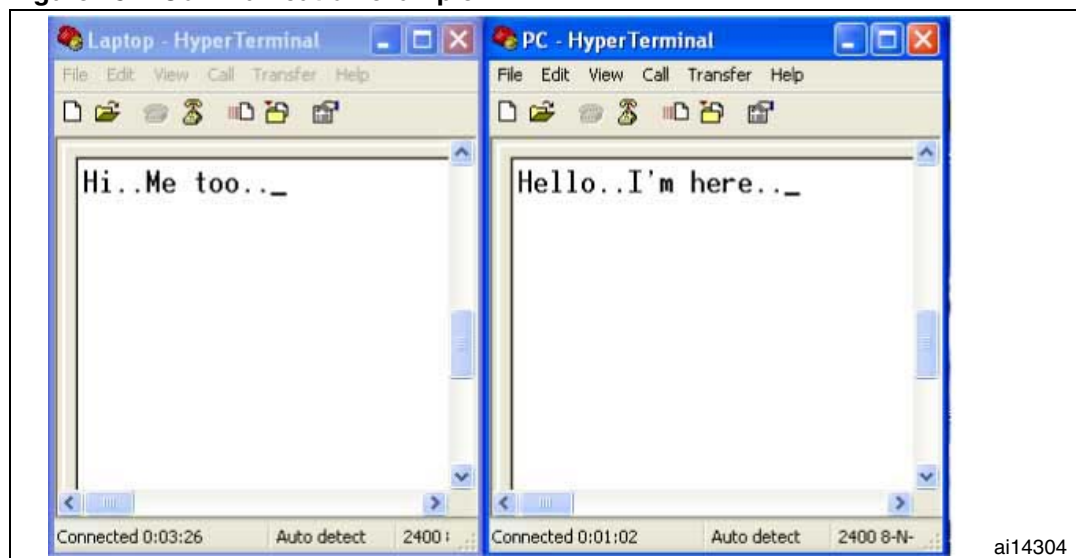 Laptop - HyperTerminal
File Edit View Call Transfer Help
Hi..Me too.._
Connected 0:03:26 Auto detect 2400
PC - HyperTerminal
File Edit View Call Transfer Help
Hello..I'm here.._
Connected 0:01:02 Auto detect 2400 8-N-
ai14304